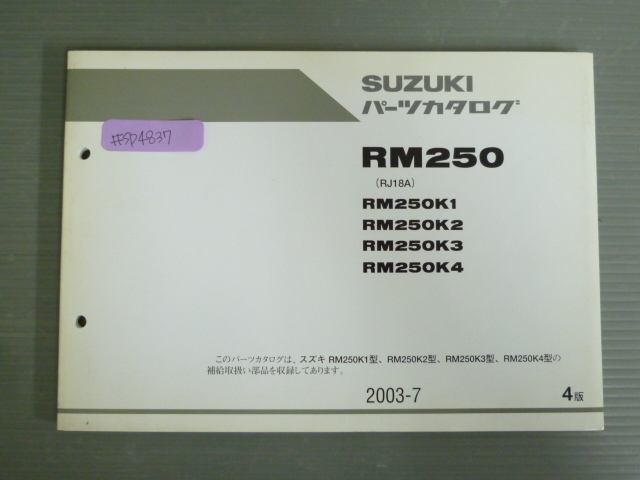 SUZUKI
パーツカタログ
#SP4837
RM250
(RJ18A)
RM250K1
RM250K2
RM250K3
RM250K4
このパーツカタログは、スズキ RM250K1型、RM250K2型、RM250K3型、RM250K4型の
補給取扱い部品を収録してあります。
2003-7
4版